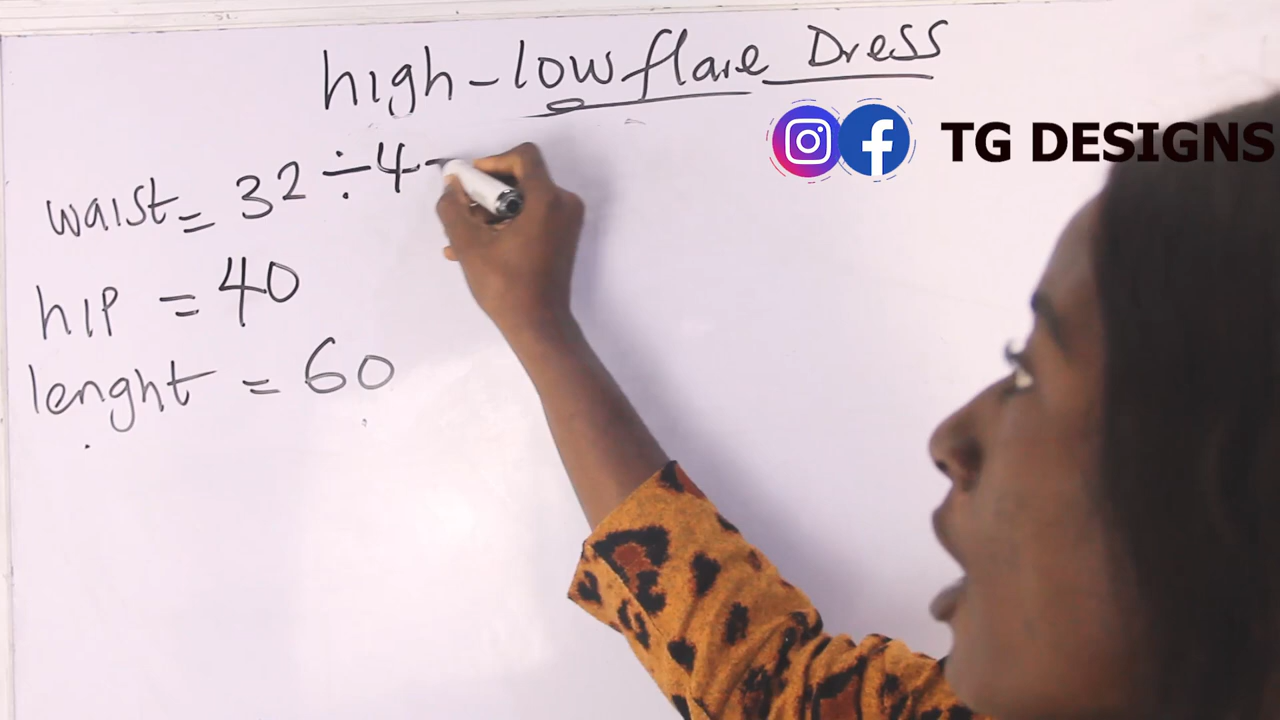 high-low flare Dress
TG DESIGNS
waist = 32 ÷ 4
hip = 40
lenght = 60